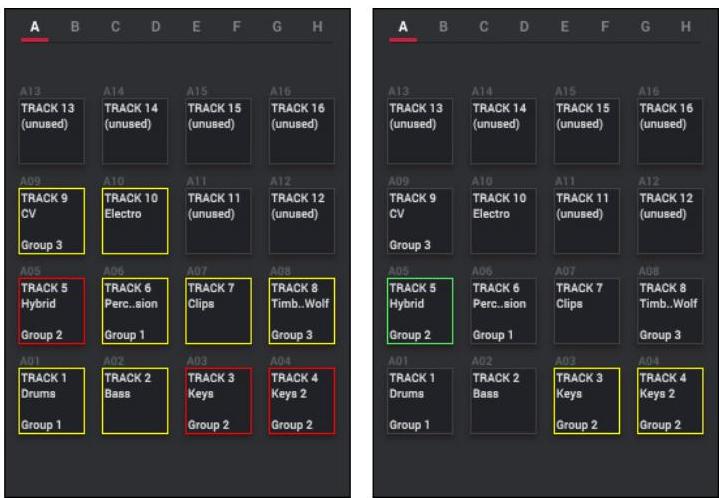 A B C D E F G H
A13 A14 A15 A16
TRACK 13 TRACK 14 TRACK 15 TRACK 16
(unused) (unused) (unused) (unused)
A09 A10 A11 A12
TRACK 9 TRACK 10 TRACK 11 TRACK 12
CV Electro (unused) (unused)
Group 3
A05 A06 A07 A08
TRACK 5 TRACK 6 TRACK 7 TRACK 8
Hybrid Perc..sion Clips Timb..Wolf
Group 2 Group 1 Group 3
A01 A02 A03 A04
TRACK 1 TRACK 2 TRACK 3 TRACK 4
Drums Bass Keys Keys 2
Group 1 Group 2 Group 2
A B C D E F G H
A13 A14 A15 A16
TRACK 13 TRACK 14 TRACK 15 TRACK 16
(unused) (unused) (unused) (unused)
A09 A10 A11 A12
TRACK 9 TRACK 10 TRACK 11 TRACK 12
CV Electro (unused) (unused)
Group 3
A05 A06 A07 A08
TRACK 5 TRACK 6 TRACK 7 TRACK 8
Hybrid Perc..sion Clips Timb..Wolf
Group 2 Group 1 Group 3
A01 A02 A03 A04
TRACK 1 TRACK 2 TRACK 3 TRACK 4
Drums Bass Keys Keys 2
Group 1 Group 2 Group 2